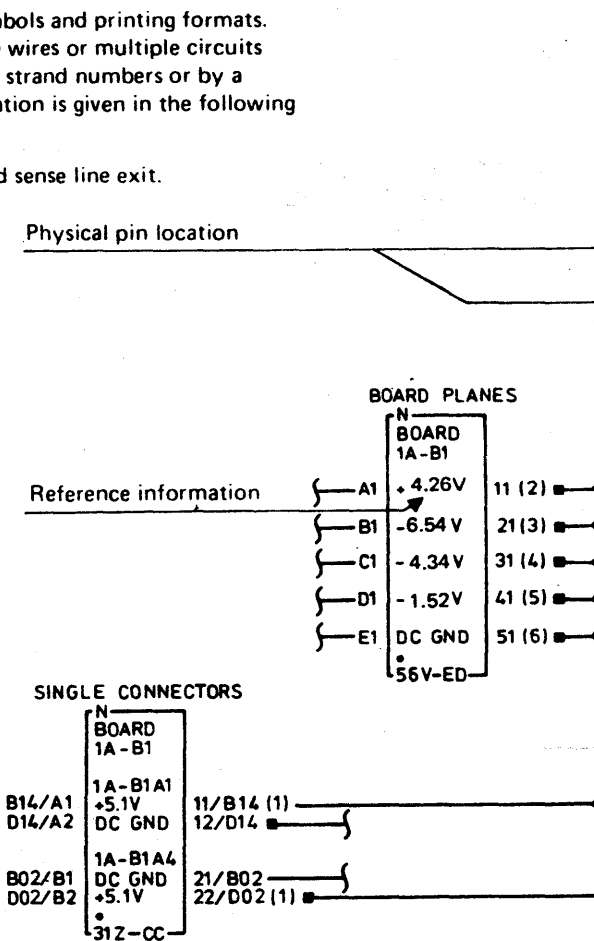 bols and printing formats.
wires or multiple circuits
strand numbers or by a
tion is given in the following
d sense line exit.
Physical pin location
BOARD PLANES
N
BOARD
1A-B1
A1 +4.26V 11 (2)
Reference information
B1 -6.54V 21(3)
C1 -4.34V 31 (4)
D1 -1.52V 41 (5)
E1 DC GND 51 (6)
56V-ED
SINGLE CONNECTORS
N
BOARD
1A-B1
1A-B1A1
B14/A1 +5.1V 11/B14 (1)
D14/A2 DC GND 12/D14
1A-B1A4
B02/B1 DC GND 21/B02
D02/B2 +5.1V 22/D02 (1)
31Z-CC